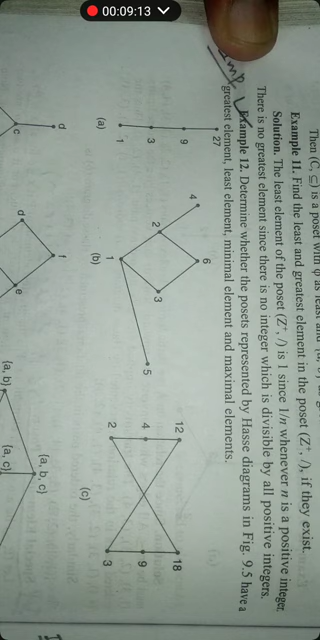 00:09:13
Then (C, ⊆) is a poset with φ as least and
Example 11. Find the least and greatest element in the poset (Z⁺, /), if they exist.
Solution. The least element of the poset (Z⁺, /) is 1 since 1/n whenever n is a positive integer.
There is no greatest element since there is no integer which is divisible by all positive integers.
Example 12. Determine whether the posets represented by Hasse diagrams in Fig. 9.5 have a
greatest element, least element, minimal element and maximal elements.
27
9
3
1
(a)
4
6
2
3
1
5
(b)
12
18
4
9
2
3
(c)
d
c
f
d
e
{a, b, c}
{a, b}
{a, c}